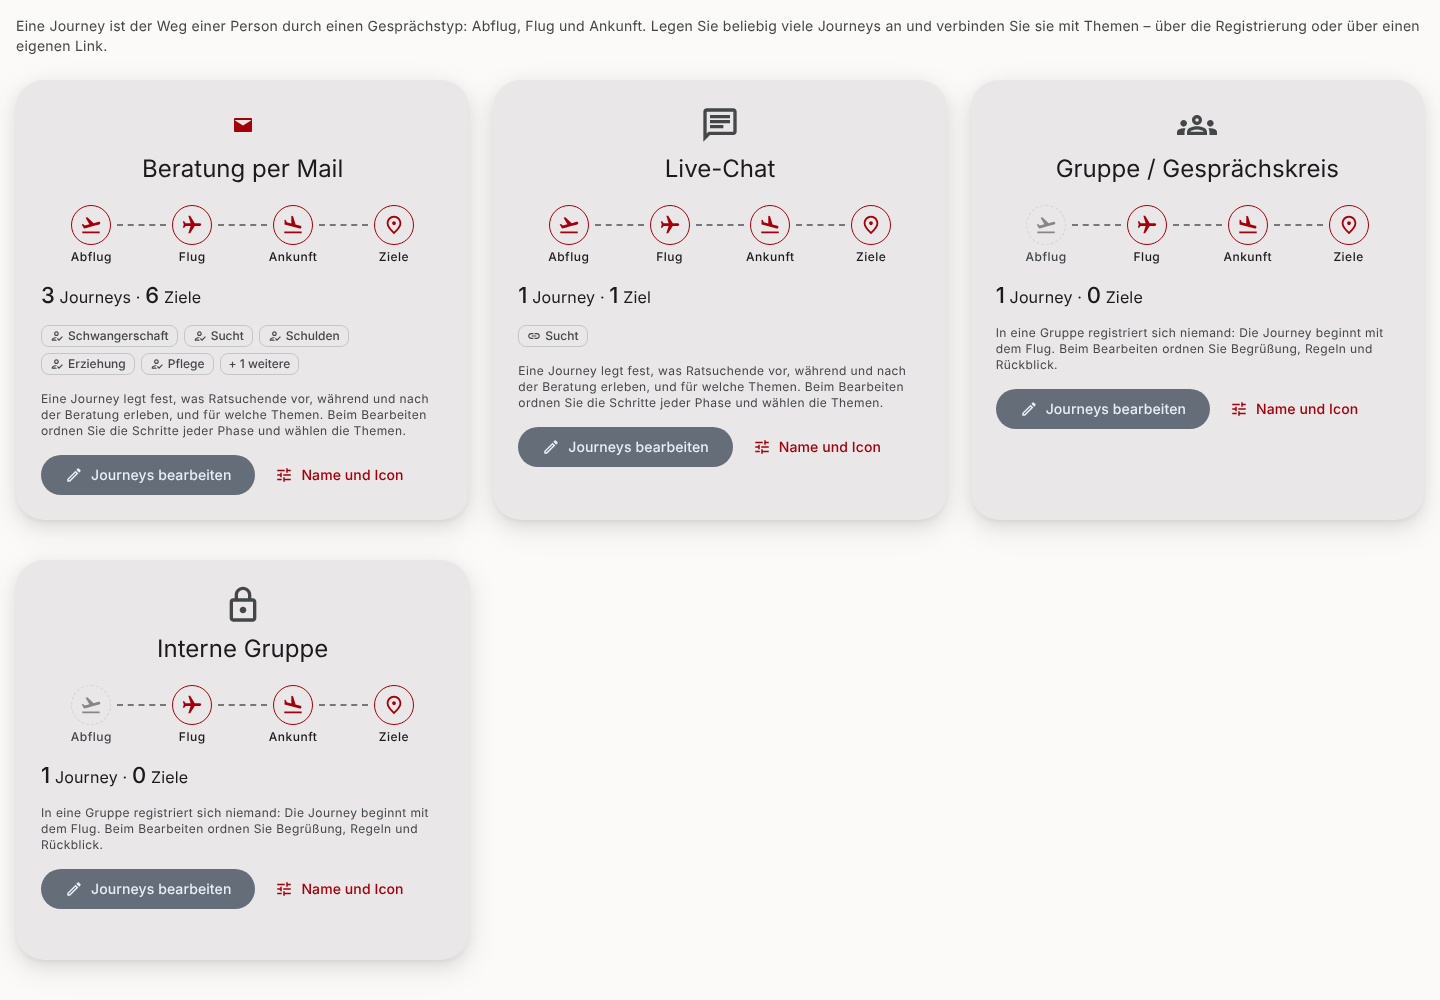 Eine Journey ist der Weg einer Person durch einen Gesprächstyp: Abflug, Flug und Ankunft. Legen Sie beliebig viele Journeys an und verbinden Sie sie mit Themen – über die Registrierung oder über einen
eigenen Link.
Beratung per Mail
Abflug Flug Ankunft Ziele
3 Journeys · 6 Ziele
Schwangerschaft Sucht Schulden
Erziehung Pflege + 1 weitere
Eine Journey legt fest, was Ratsuchende vor, während und nach
der Beratung erleben, und für welche Themen. Beim Bearbeiten
ordnen Sie die Schritte jeder Phase und wählen die Themen.
Journeys bearbeiten Name und Icon
Live-Chat
Abflug Flug Ankunft Ziele
1 Journey · 1 Ziel
Sucht
Eine Journey legt fest, was Ratsuchende vor, während und nach
der Beratung erleben, und für welche Themen. Beim Bearbeiten
ordnen Sie die Schritte jeder Phase und wählen die Themen.
Journeys bearbeiten Name und Icon
Gruppe / Gesprächskreis
Abflug Flug Ankunft Ziele
1 Journey · 0 Ziele
In eine Gruppe registriert sich niemand: Die Journey beginnt mit
dem Flug. Beim Bearbeiten ordnen Sie Begrüßung, Regeln und
Rückblick.
Journeys bearbeiten Name und Icon
Interne Gruppe
Abflug Flug Ankunft Ziele
1 Journey · 0 Ziele
In eine Gruppe registriert sich niemand: Die Journey beginnt mit
dem Flug. Beim Bearbeiten ordnen Sie Begrüßung, Regeln und
Rückblick.
Journeys bearbeiten Name und Icon